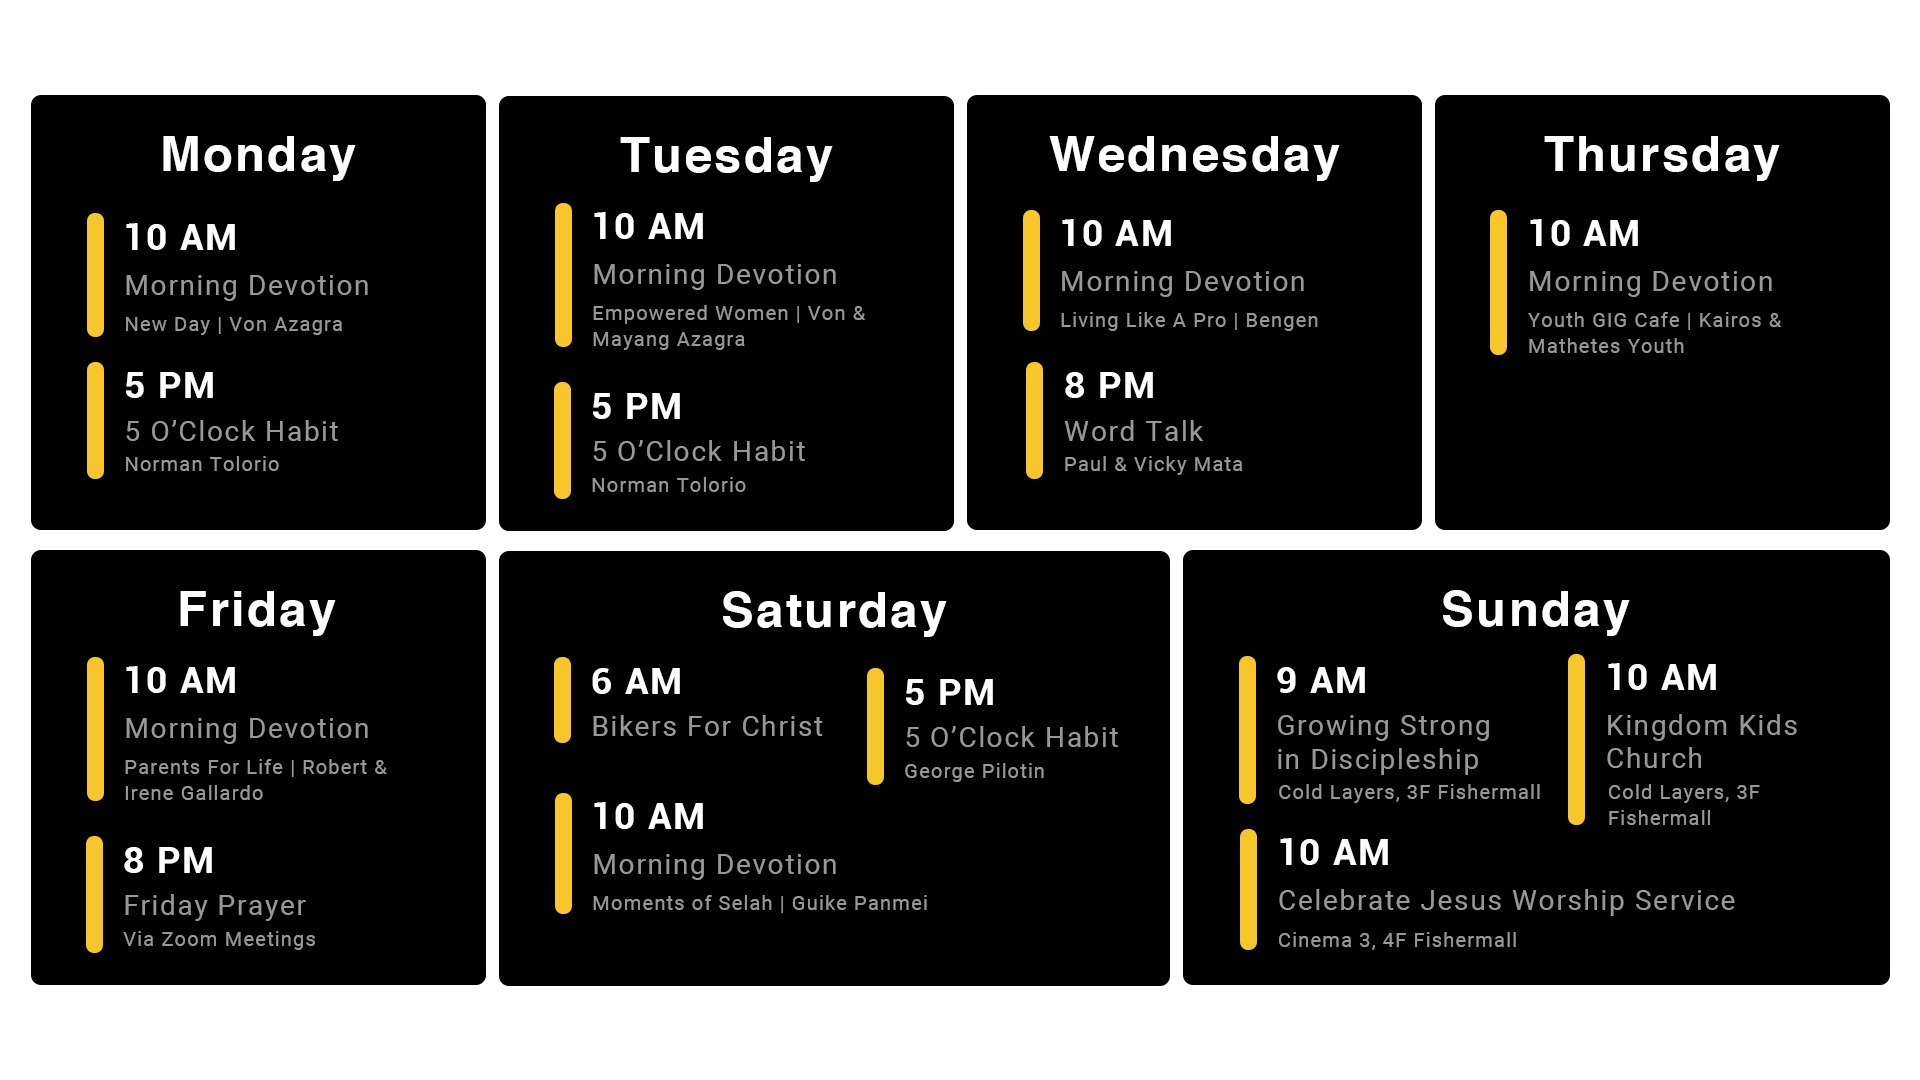 Monday
10 AM
Morning Devotion
New Day | Von Azagra
5 PM
5 O’Clock Habit
Norman Tolorio
Tuesday
10 AM
Morning Devotion
Empowered Women | Von &
Mayang Azagra
5 PM
5 O’Clock Habit
Norman Tolorio
Wednesday
10 AM
Morning Devotion
Living Like A Pro | Bengen
8 PM
Word Talk
Paul & Vicky Mata
Thursday
10 AM
Morning Devotion
Youth GIG Cafe | Kairos &
Mathetes Youth
Friday
10 AM
Morning Devotion
Parents For Life | Robert &
Irene Gallardo
8 PM
Friday Prayer
Via Zoom Meetings
Saturday
6 AM
Bikers For Christ
5 PM
5 O’Clock Habit
George Pilotin
10 AM
Morning Devotion
Moments of Selah | Guike Panmei
Sunday
9 AM
Growing Strong
in Discipleship
Cold Layers, 3F Fishermall
10 AM
Kingdom Kids
Church
Cold Layers, 3F
Fishermall
10 AM
Celebrate Jesus Worship Service
Cinema 3, 4F Fishermall